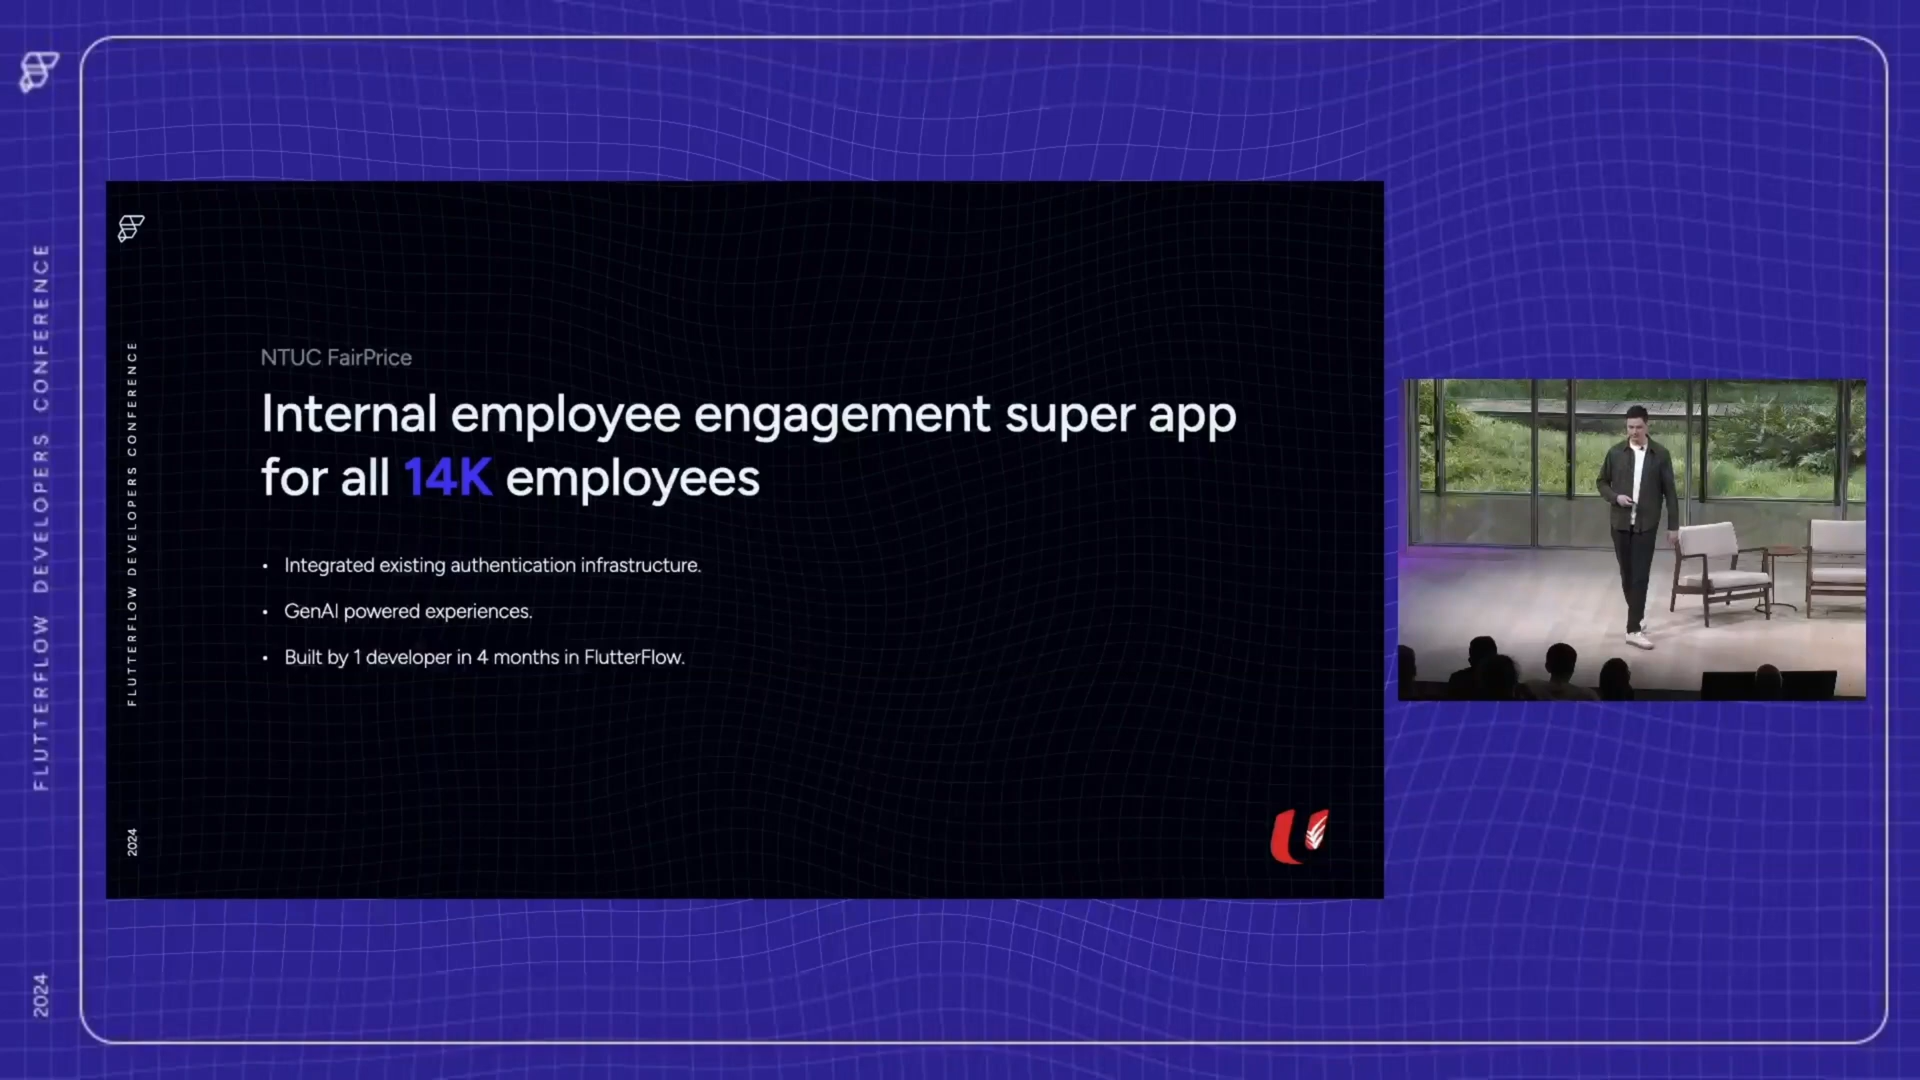 FLUTTERFLOW DEVELOPERS CONFERENCE
2024
FLUTTERFLOW DEVELOPERS CONFERENCE
2024
NTUC FairPrice
Internal employee engagement super app
for all 14K employees
• Integrated existing authentication infrastructure.
• GenAI powered experiences.
• Built by 1 developer in 4 months in FlutterFlow.